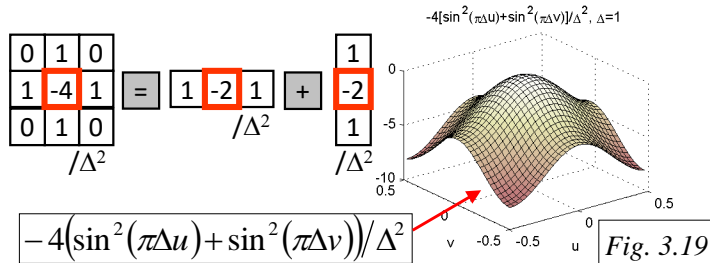 -4[sin²(πΔu)+sin²(πΔv)]/Δ², Δ=1
0 1 0
1 -4 1
0 1 0
/Δ²
=
1 -2 1
/Δ²
+
1
-2
1
/Δ²
0
-5
-10
0.5
0
-0.5
v
-0.5
0
0.5
u
−4(sin²(πΔu)+sin²(πΔv))/Δ²
Fig. 3.19